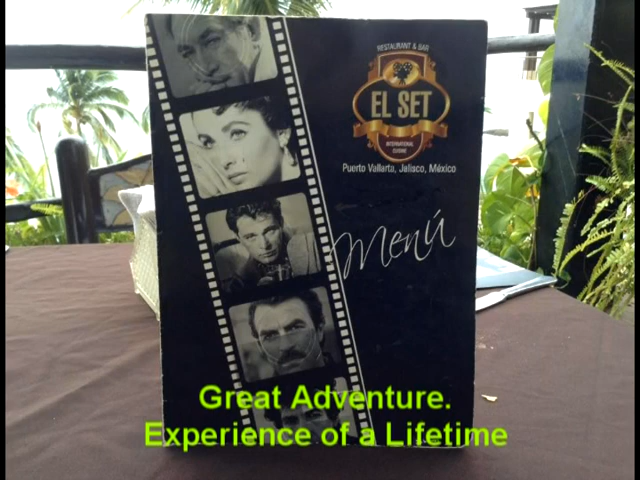 RESTAURANT & BAR
EL SET
INTERNATIONAL
CUISINE
Puerto Vallarta, Jalisco, México
Menú
Great Adventure.
Experience of a Lifetime